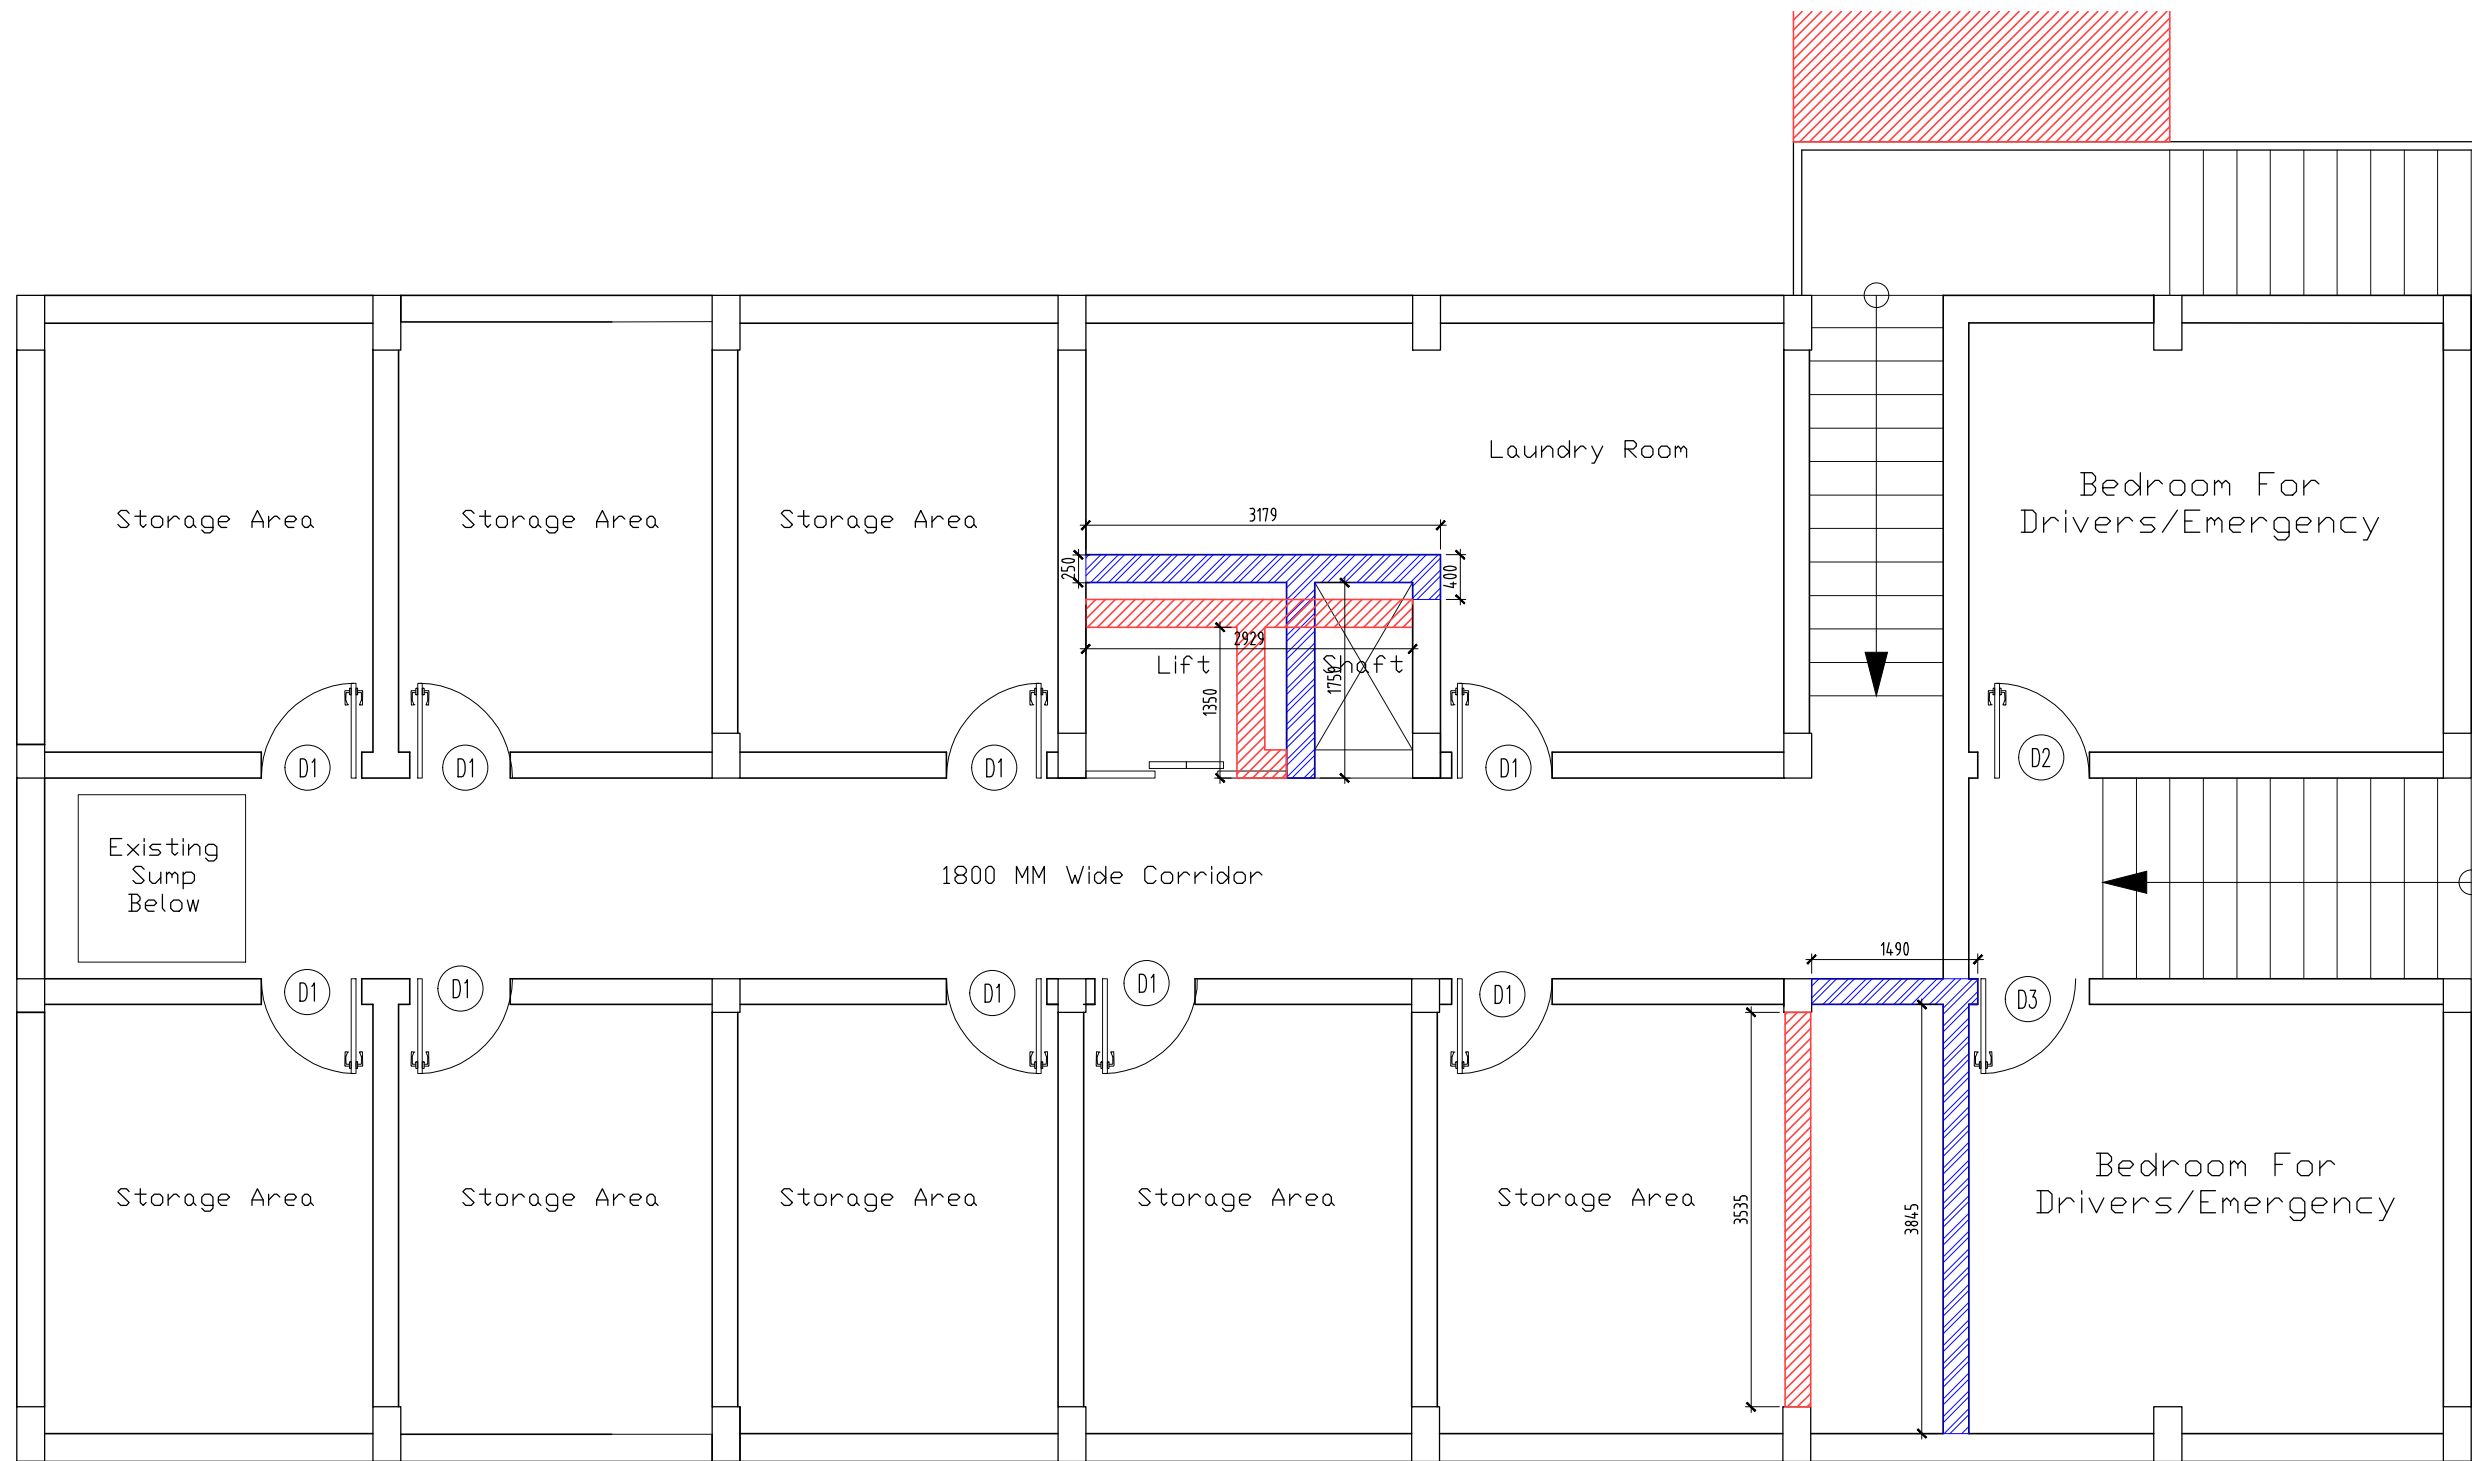 Laundry Room
Bedroom For
Drivers/Emergency
Storage Area
Storage Area
Storage Area
3179
250
400
2929
Lift
Shaft
1350
1750
D1
D1
D1
D1
D2
Existing
Sump
Below
1800 MM Wide Corridor
1490
D1
D1
D1
D1
D1
D3
Bedroom For
Drivers/Emergency
Storage Area
Storage Area
Storage Area
Storage Area
Storage Area
3535
3845